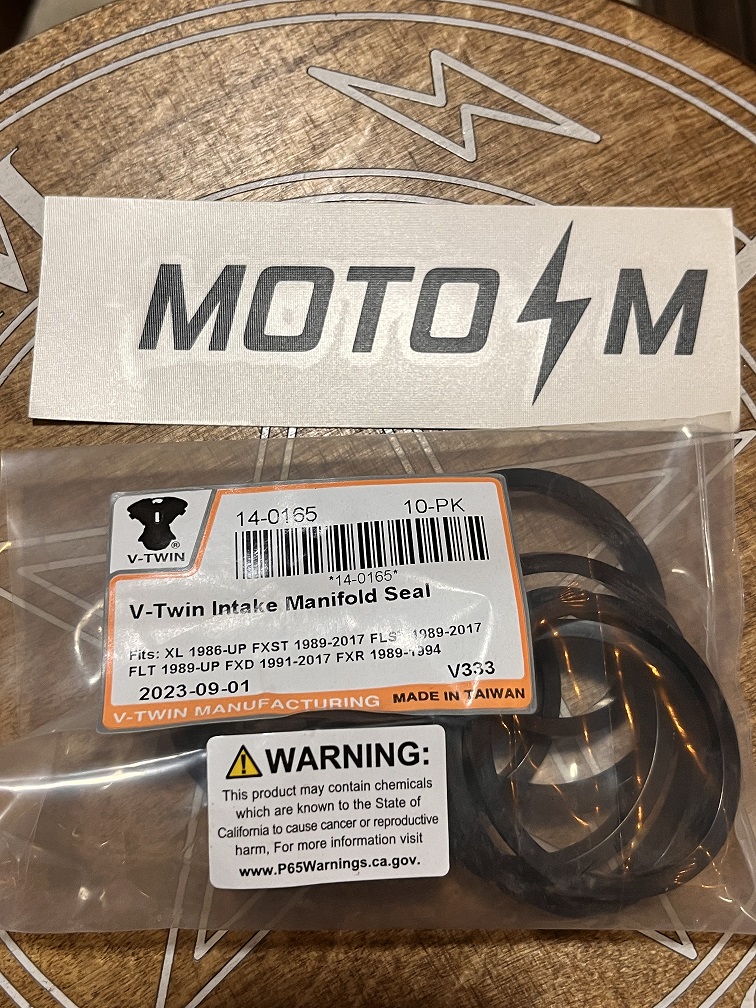 MOTO M
14-0165 10-PK
V-TWIN
*14-0165*
V-Twin Intake Manifold Seal
Fits: XL 1986-UP FXST 1989-2017 FLST 1989-2017
FLT 1989-UP FXD 1991-2017 FXR 1989-1994
2023-09-01 V333
V-TWIN MANUFACTURING MADE IN TAIWAN
WARNING:
This product may contain chemicals
which are known to the State of
California to cause cancer or reproductive
harm, For more information visit
www.P65Warnings.ca.gov.